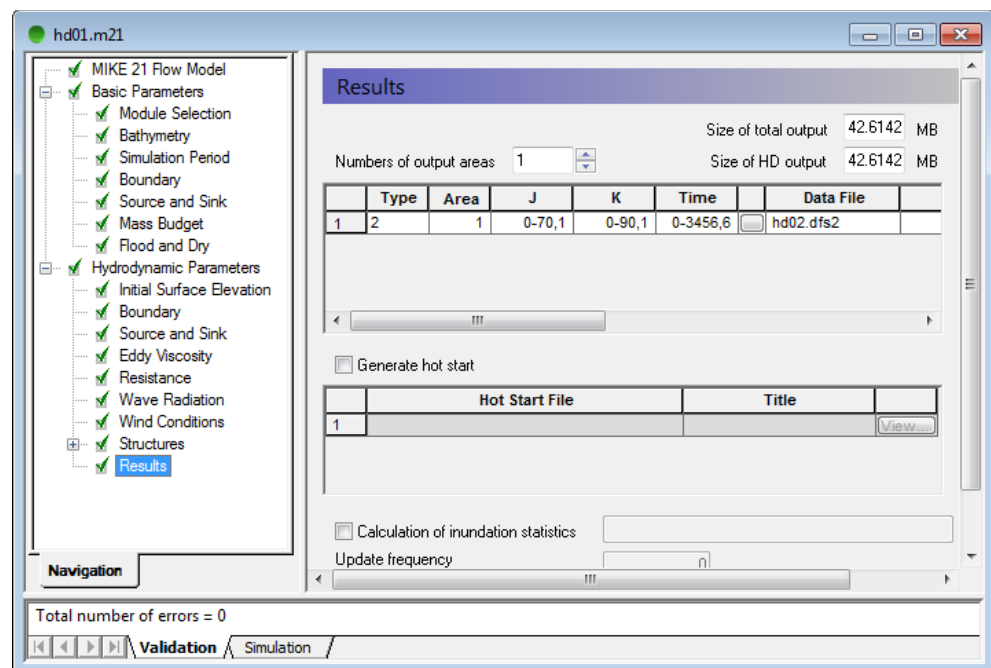 hd01.m21
MIKE 21 Flow Model
Basic Parameters
Module Selection
Bathymetry
Simulation Period
Boundary
Source and Sink
Mass Budget
Flood and Dry
Hydrodynamic Parameters
Initial Surface Elevation
Boundary
Source and Sink
Eddy Viscosity
Resistance
Wave Radiation
Wind Conditions
Structures
Results
Navigation
Results
Size of total output 42.6142 MB
Numbers of output areas 1 Size of HD output 42.6142 MB
Type Area J K Time Data File
1 2 1 0-70,1 0-90,1 0-3456,6 hd02.dfs2
Generate hot start
Hot Start File Title
1 View...
Calculation of inundation statistics
Update frequency 0
Total number of errors = 0
Validation Simulation